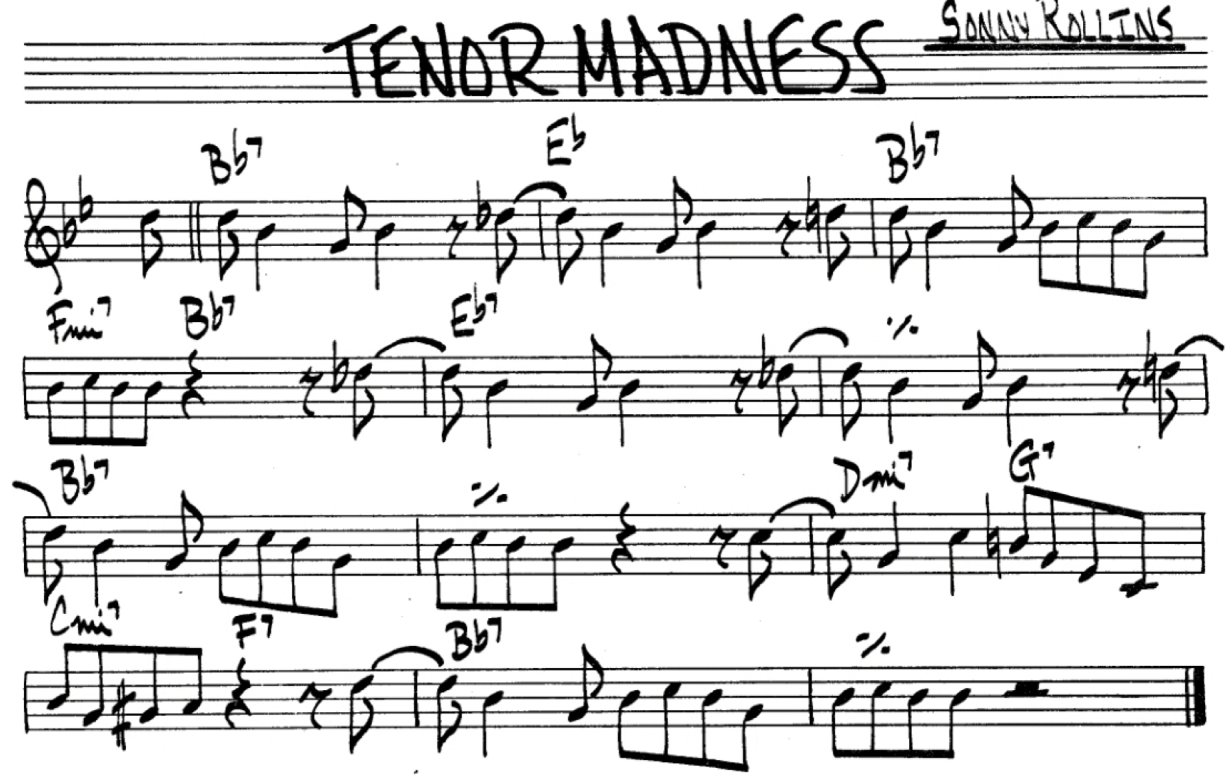 TENOR MADNESS
SONNY ROLLINS
Bb7 Eb Bb7
Fmi7 Bb7 Eb7 ٪
Bb7 ٪ Dmi7 G7
Cmi7 F7 Bb7 ٪